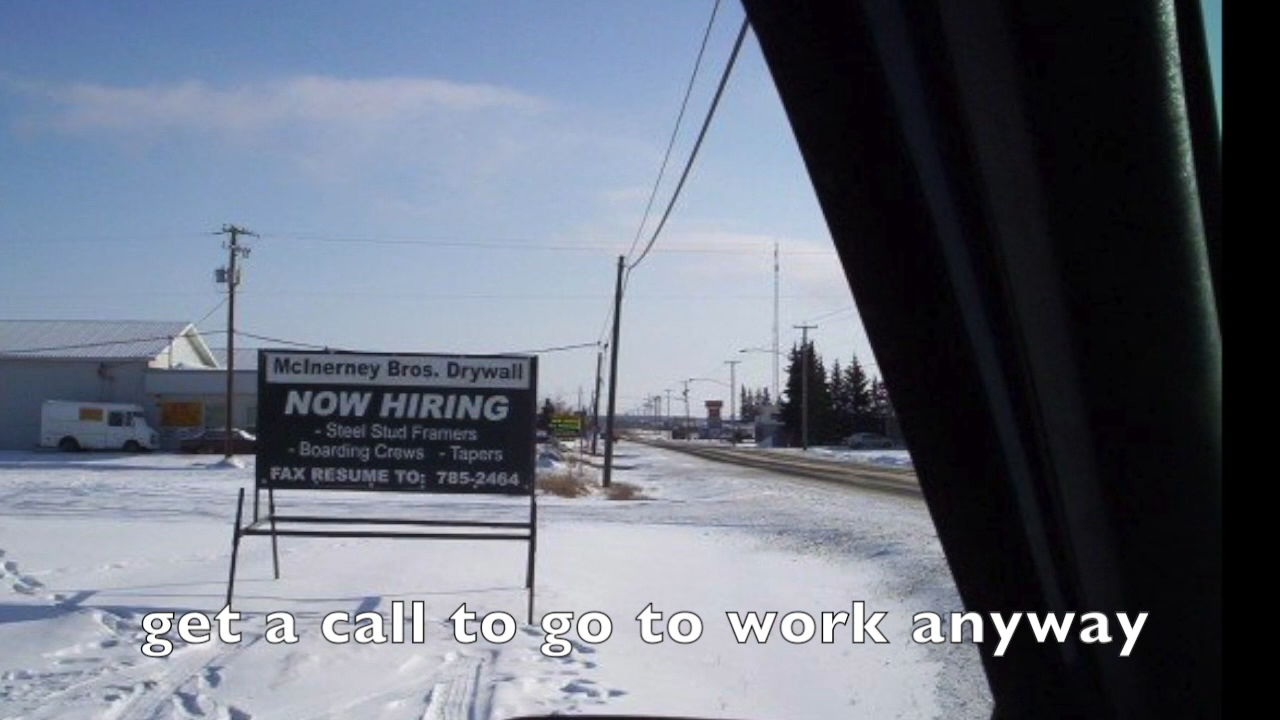 McInerney Bros. Drywall
NOW HIRING
- Steel Stud Framers
- Boarding Crews - Tapers
FAX RESUME TO: 785-2464
get a call to go to work anyway